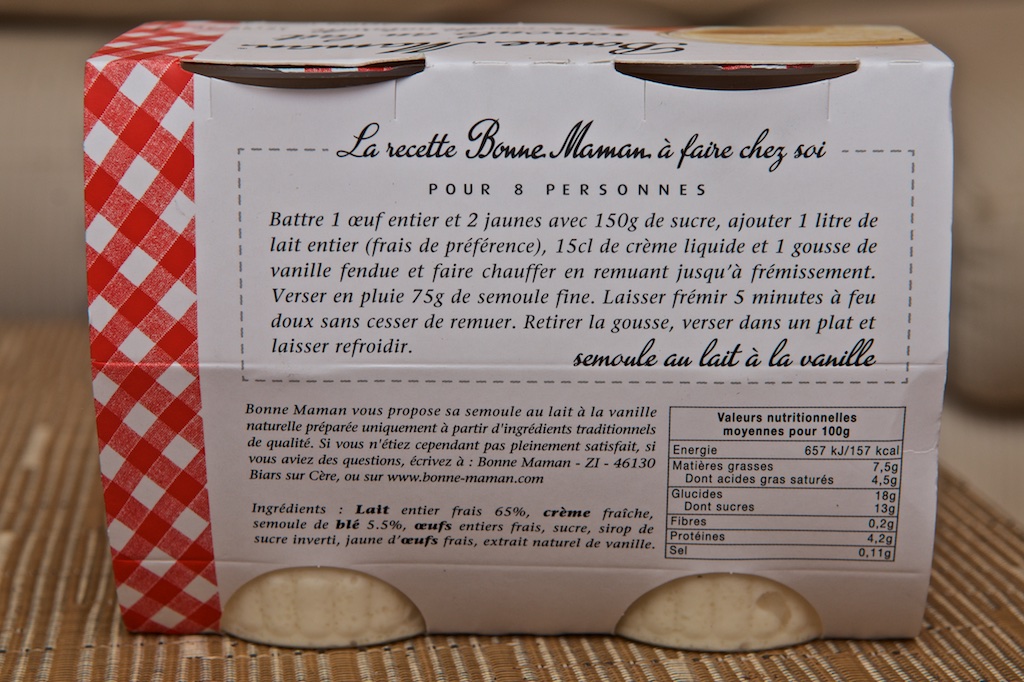 Bonne Maman
La recette Bonne Maman à faire chez soi
POUR 8 PERSONNES
Battre 1 œuf entier et 2 jaunes avec 150g de sucre, ajouter 1 litre de
lait entier (frais de préférence), 15cl de crème liquide et 1 gousse de
vanille fendue et faire chauffer en remuant jusqu'à frémissement.
Verser en pluie 75g de semoule fine. Laisser frémir 5 minutes à feu
doux sans cesser de remuer. Retirer la gousse, verser dans un plat et
laisser refroidir.
semoule au lait à la vanille
Bonne Maman vous propose sa semoule au lait à la vanille
naturelle préparée uniquement à partir d'ingrédients traditionnels
de qualité. Si vous n'étiez cependant pas pleinement satisfait, si
vous aviez des questions, écrivez à : Bonne Maman - ZI - 46130
Biars sur Cère, ou sur www.bonne-maman.com
Ingrédients : Lait entier frais 65%, crème fraîche,
semoule de blé 5.5%, œufs entiers frais, sucre, sirop de
sucre inverti, jaune d'œufs frais, extrait naturel de vanille.
Valeurs nutritionnelles
moyennes pour 100g
Energie 657 kJ/157 kcal
Matières grasses 7,5g
Dont acides gras saturés 4,5g
Glucides 18g
Dont sucres 13g
Fibres 0,2g
Protéines 4,2g
Sel 0,11g